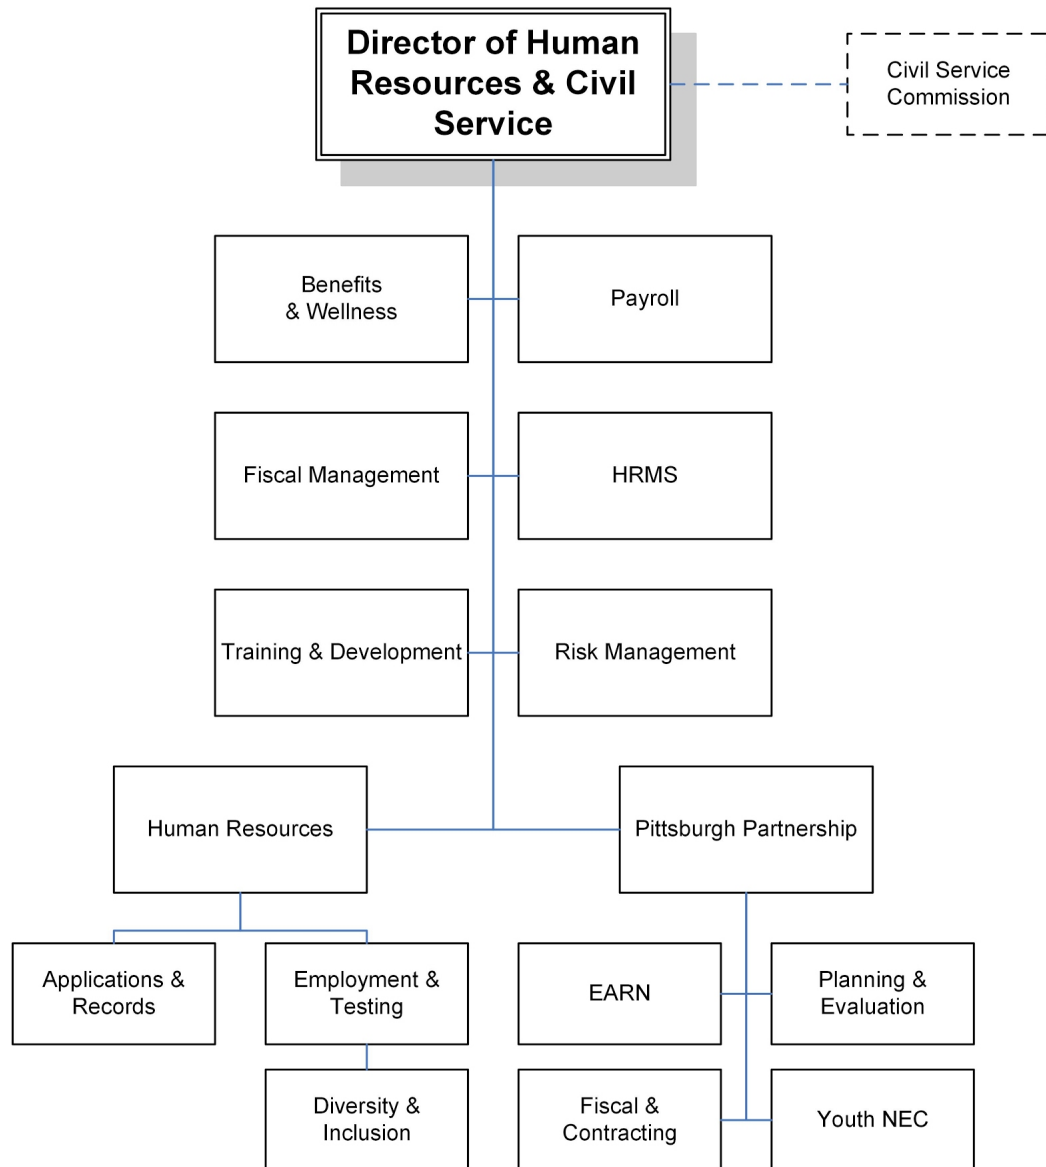 Director of Human
Resources & Civil
Service
Civil Service
Commission
Benefits
& Wellness
Payroll
Fiscal Management
HRMS
Training & Development
Risk Management
Human Resources
Pittsburgh Partnership
Applications &
Records
Employment &
Testing
EARN
Planning &
Evaluation
Diversity &
Inclusion
Fiscal &
Contracting
Youth NEC